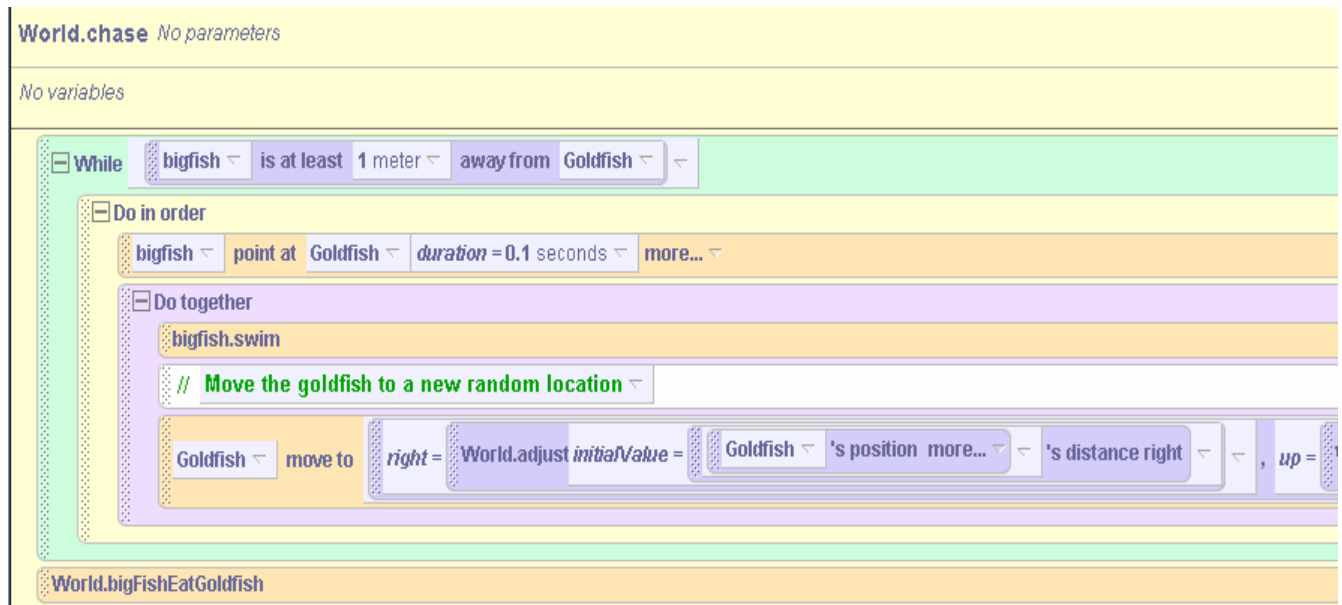 World.chase No parameters
No variables
While bigfish is at least 1 meter away from Goldfish
Do in order
bigfish point at Goldfish duration = 0.1 seconds more...
Do together
bigfish.swim
// Move the goldfish to a new random location
Goldfish move to right = World.adjust initialValue = Goldfish 's position more... 's distance right , up =
World.bigFishEatGoldfish